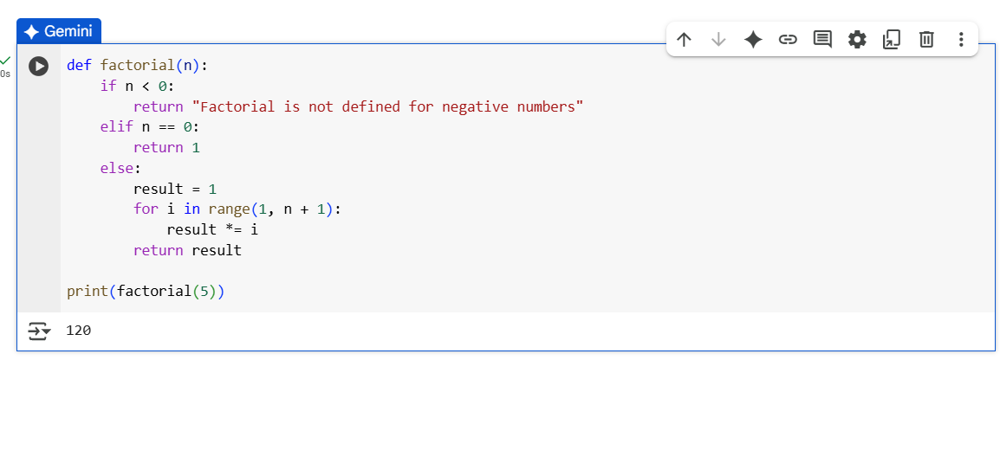 Gemini
0s
def factorial(n):
    if n < 0:
        return "Factorial is not defined for negative numbers"
    elif n == 0:
        return 1
    else:
        result = 1
        for i in range(1, n + 1):
            result *= i
        return result

print(factorial(5))
120